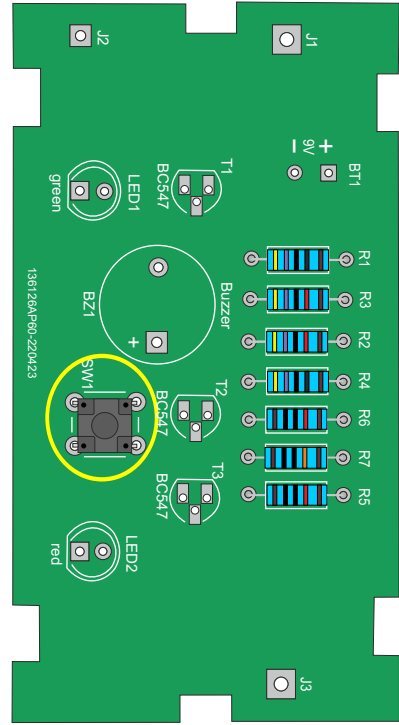 J2
J1
T1
BC547
9V
BT1
LED1
green
R1
R3
R2
R4
R6
R7
R5
Buzzer
BZ1
136126AP60-220423
SW1
T2
BC547
T3
BC547
LED2
red
J3